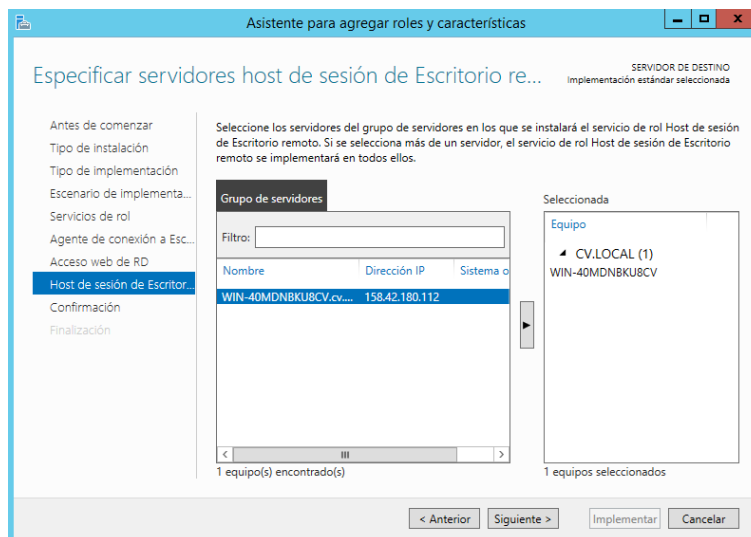 Asistente para agregar roles y características
Especificar servidores host de sesión de Escritorio re...
SERVIDOR DE DESTINO
Implementación estándar seleccionada
Antes de comenzar
Tipo de instalación
Tipo de implementación
Escenario de implementa...
Servicios de rol
Agente de conexión a Esc...
Acceso web de RD
Host de sesión de Escritor...
Confirmación
Finalización
Seleccione los servidores del grupo de servidores en los que se instalará el servicio de rol Host de sesión
de Escritorio remoto. Si se selecciona más de un servidor, el servicio de rol Host de sesión de Escritorio
remoto se implementará en todos ellos.
Grupo de servidores
Filtro:
Nombre Dirección IP Sistema o
WIN-40MDNBKU8CV.cv.... 158.42.180.112
1 equipo(s) encontrado(s)
Seleccionada
Equipo
CV.LOCAL (1)
WIN-40MDNBKU8CV
1 equipos seleccionados
< Anterior Siguiente > Implementar Cancelar